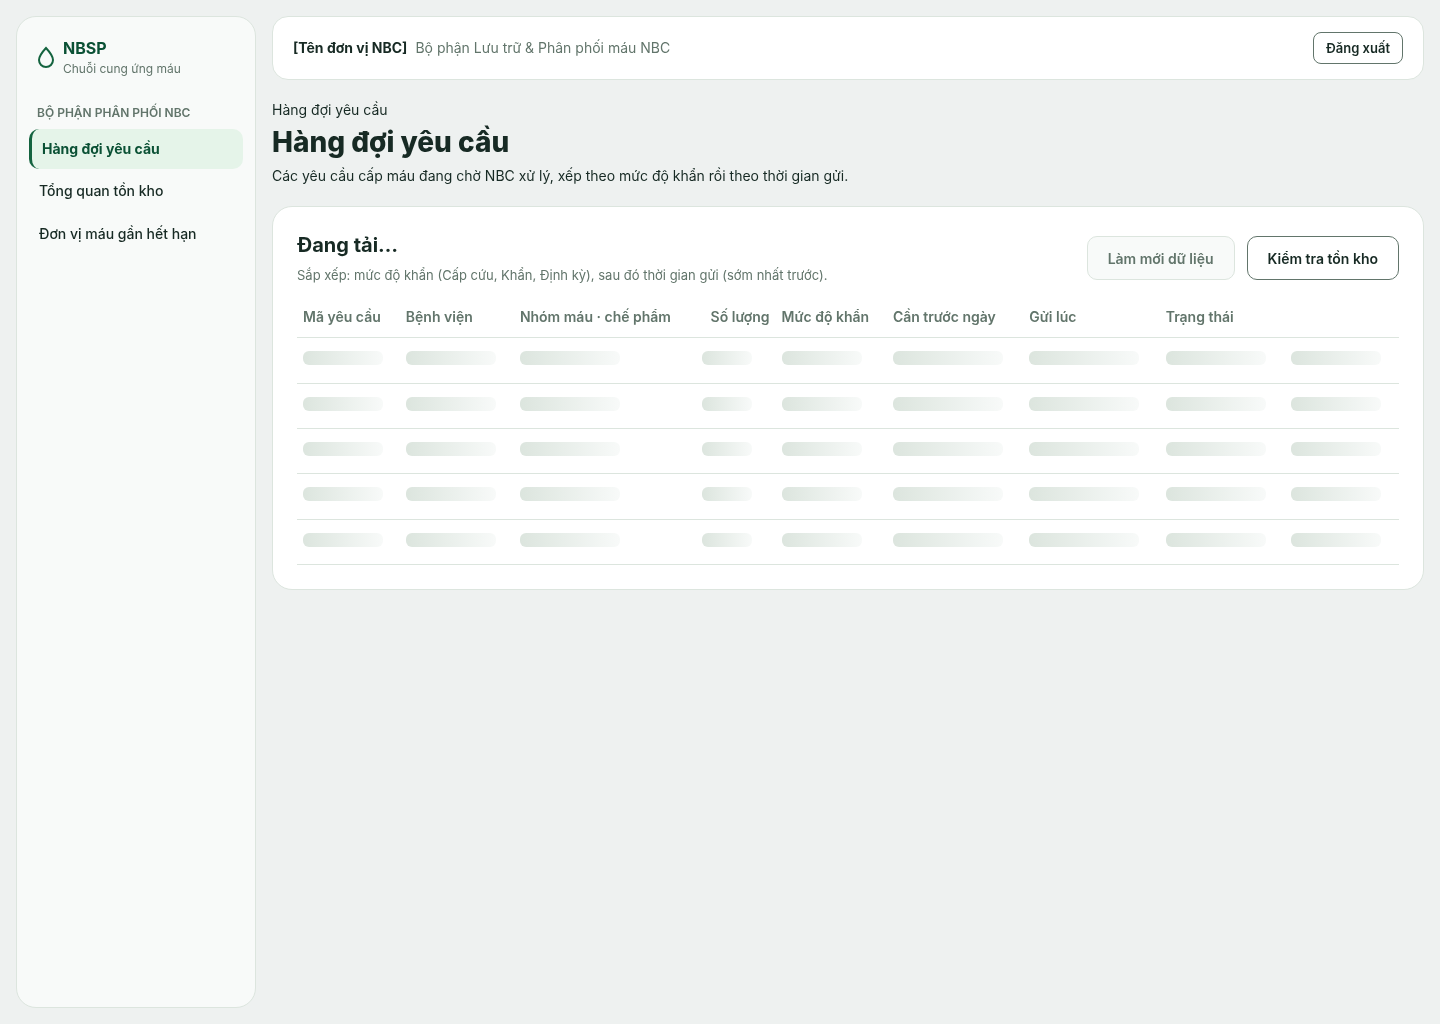 NBSP
Chuỗi cung ứng máu
BỘ PHẬN PHÂN PHỐI NBC
Hàng đợi yêu cầu
Tổng quan tồn kho
Đơn vị máu gần hết hạn
[Tên đơn vị NBC] Bộ phận Lưu trữ & Phân phối máu NBC
Đăng xuất
Hàng đợi yêu cầu
Hàng đợi yêu cầu
Các yêu cầu cấp máu đang chờ NBC xử lý, xếp theo mức độ khẩn rồi theo thời gian gửi.
Đang tải...
Sắp xếp: mức độ khẩn (Cấp cứu, Khẩn, Định kỳ), sau đó thời gian gửi (sớm nhất trước).
Làm mới dữ liệu
Kiểm tra tồn kho
Mã yêu cầu Bệnh viện Nhóm máu · chế phẩm Số lượng Mức độ khẩn Cần trước ngày Gửi lúc Trạng thái